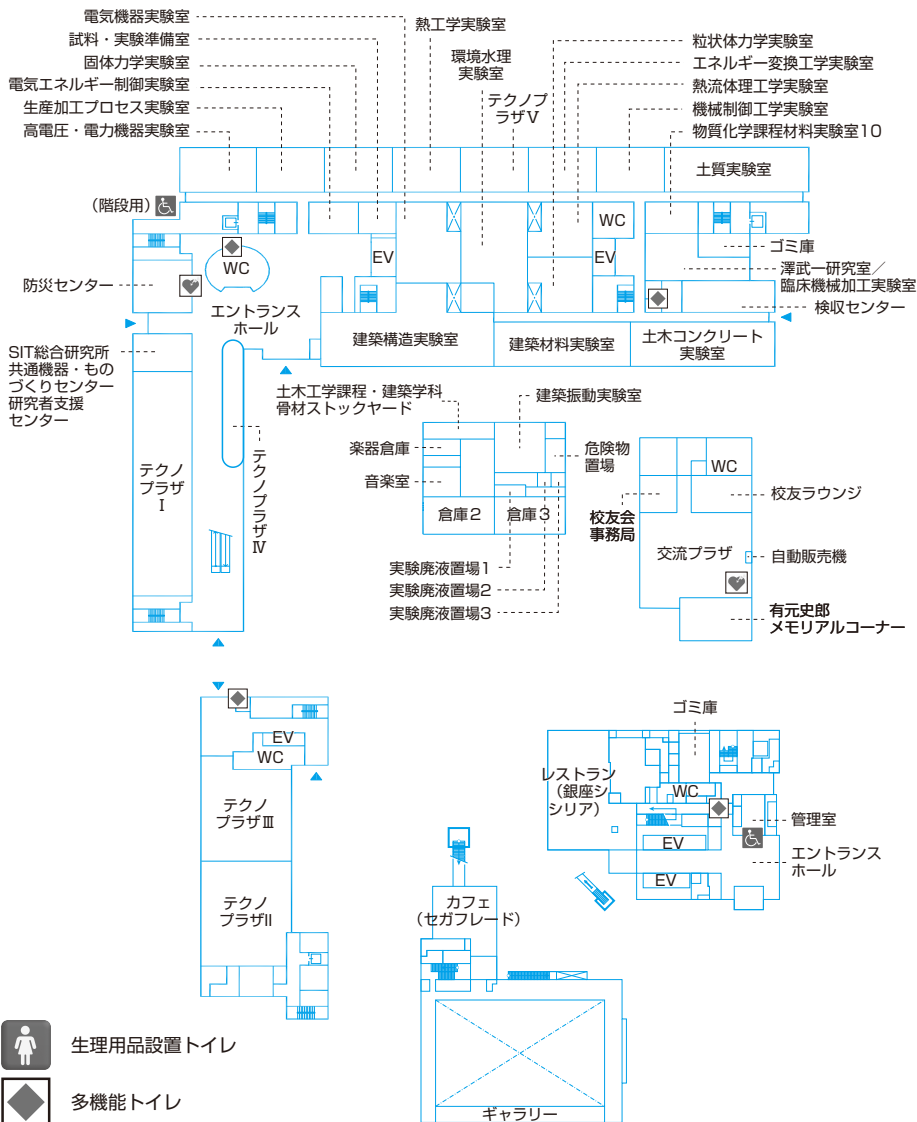 電気機器実験室
試料・実験準備室
固体力学実験室
電気エネルギー制御実験室
生産加工プロセス実験室
高電圧・電力機器実験室
熱工学実験室
環境水理
実験室
テクノプ
ラザⅤ
粒状体力学実験室
エネルギー変換工学実験室
熱流体理工学実験室
機械制御工学実験室
物質化学課程材料実験室10
土質実験室
（階段用）
WC
EV
WC
EV
ゴミ庫
澤武一研究室／
臨床機械加工実験室
検収センター
防災センター
エントランス
ホール
建築構造実験室
建築材料実験室
土木コンクリート
実験室
SIT総合研究所
共通機器・もの
づくりセンター
研究者支援
センター
テクノ
プラザ
Ⅰ
テクノプラザⅣ
土木工学課程・建築学科
骨材ストックヤード
建築振動実験室
楽器倉庫
音楽室
危険物
置場
倉庫２
倉庫３
実験廃液置場1
実験廃液置場2
実験廃液置場3
WC
校友ラウンジ
校友会
事務局
交流プラザ
自動販売機
有元史郎
メモリアルコーナー
EV
WC
テクノ
プラザⅢ
テクノ
プラザII
ゴミ庫
レストラン
（銀座シ
シリア）
WC
管理室
EV
エントランス
ホール
EV
カフェ
（セガフレード）
ギャラリー
生理用品設置トイレ
多機能トイレ